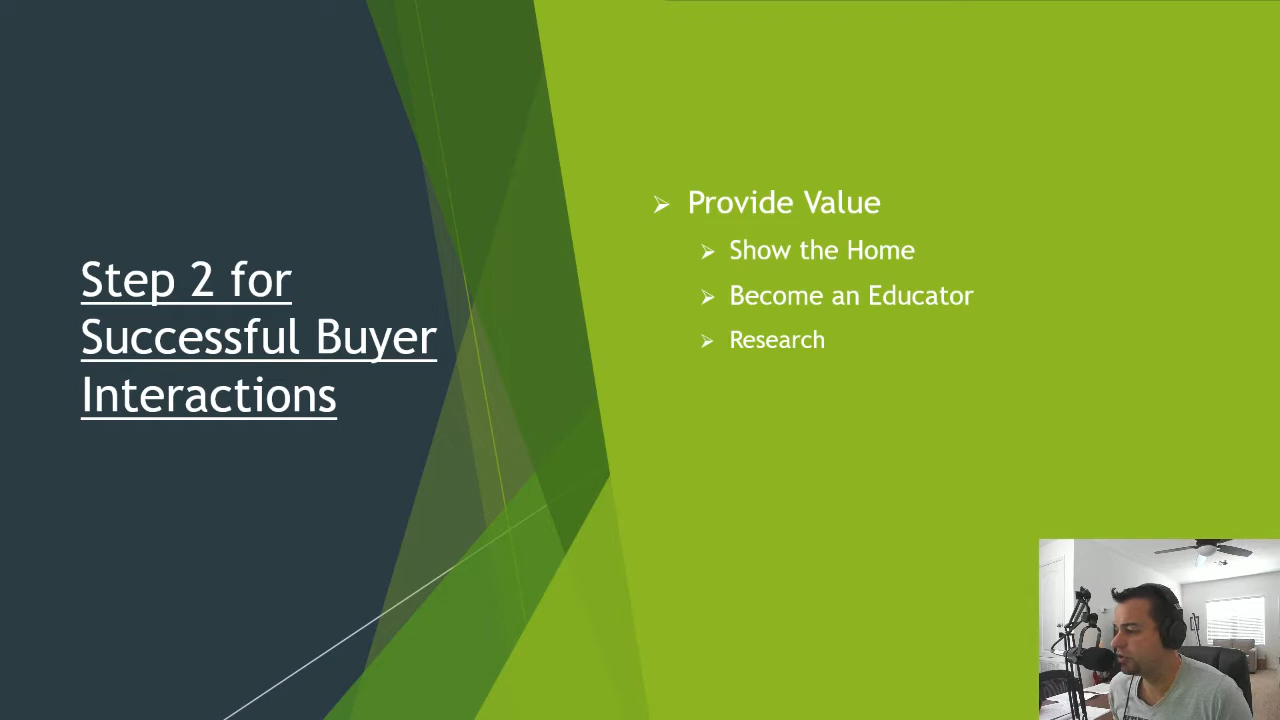 Step 2 for
Successful Buyer
Interactions
Provide Value
Show the Home
Become an Educator
Research